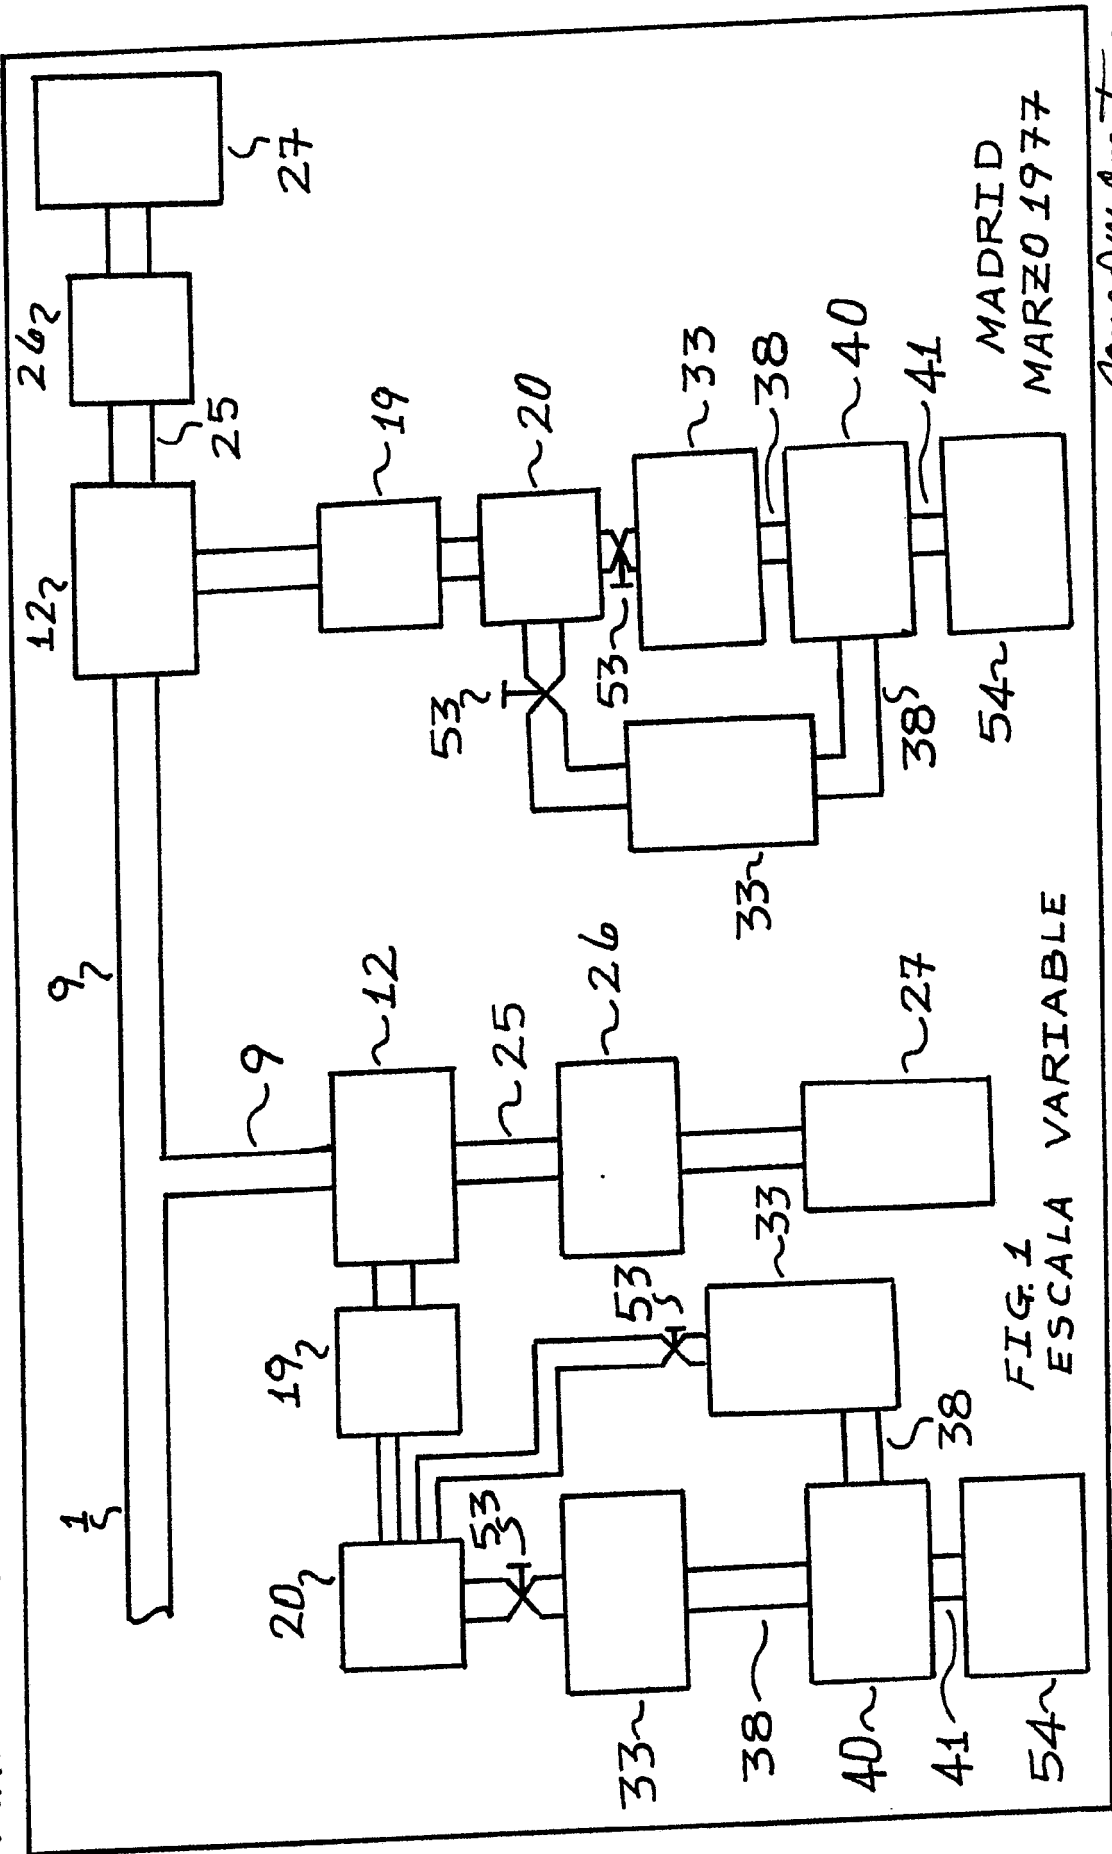 1 9 12 26
20 19 9 25 27
12 19
53 25 53 20
33 53 26 53 33
38 33 33 38
40 40
41 38 27 38 41
54 54
FIG. 1
ESCALA VARIABLE
MADRID
MARZO 1977